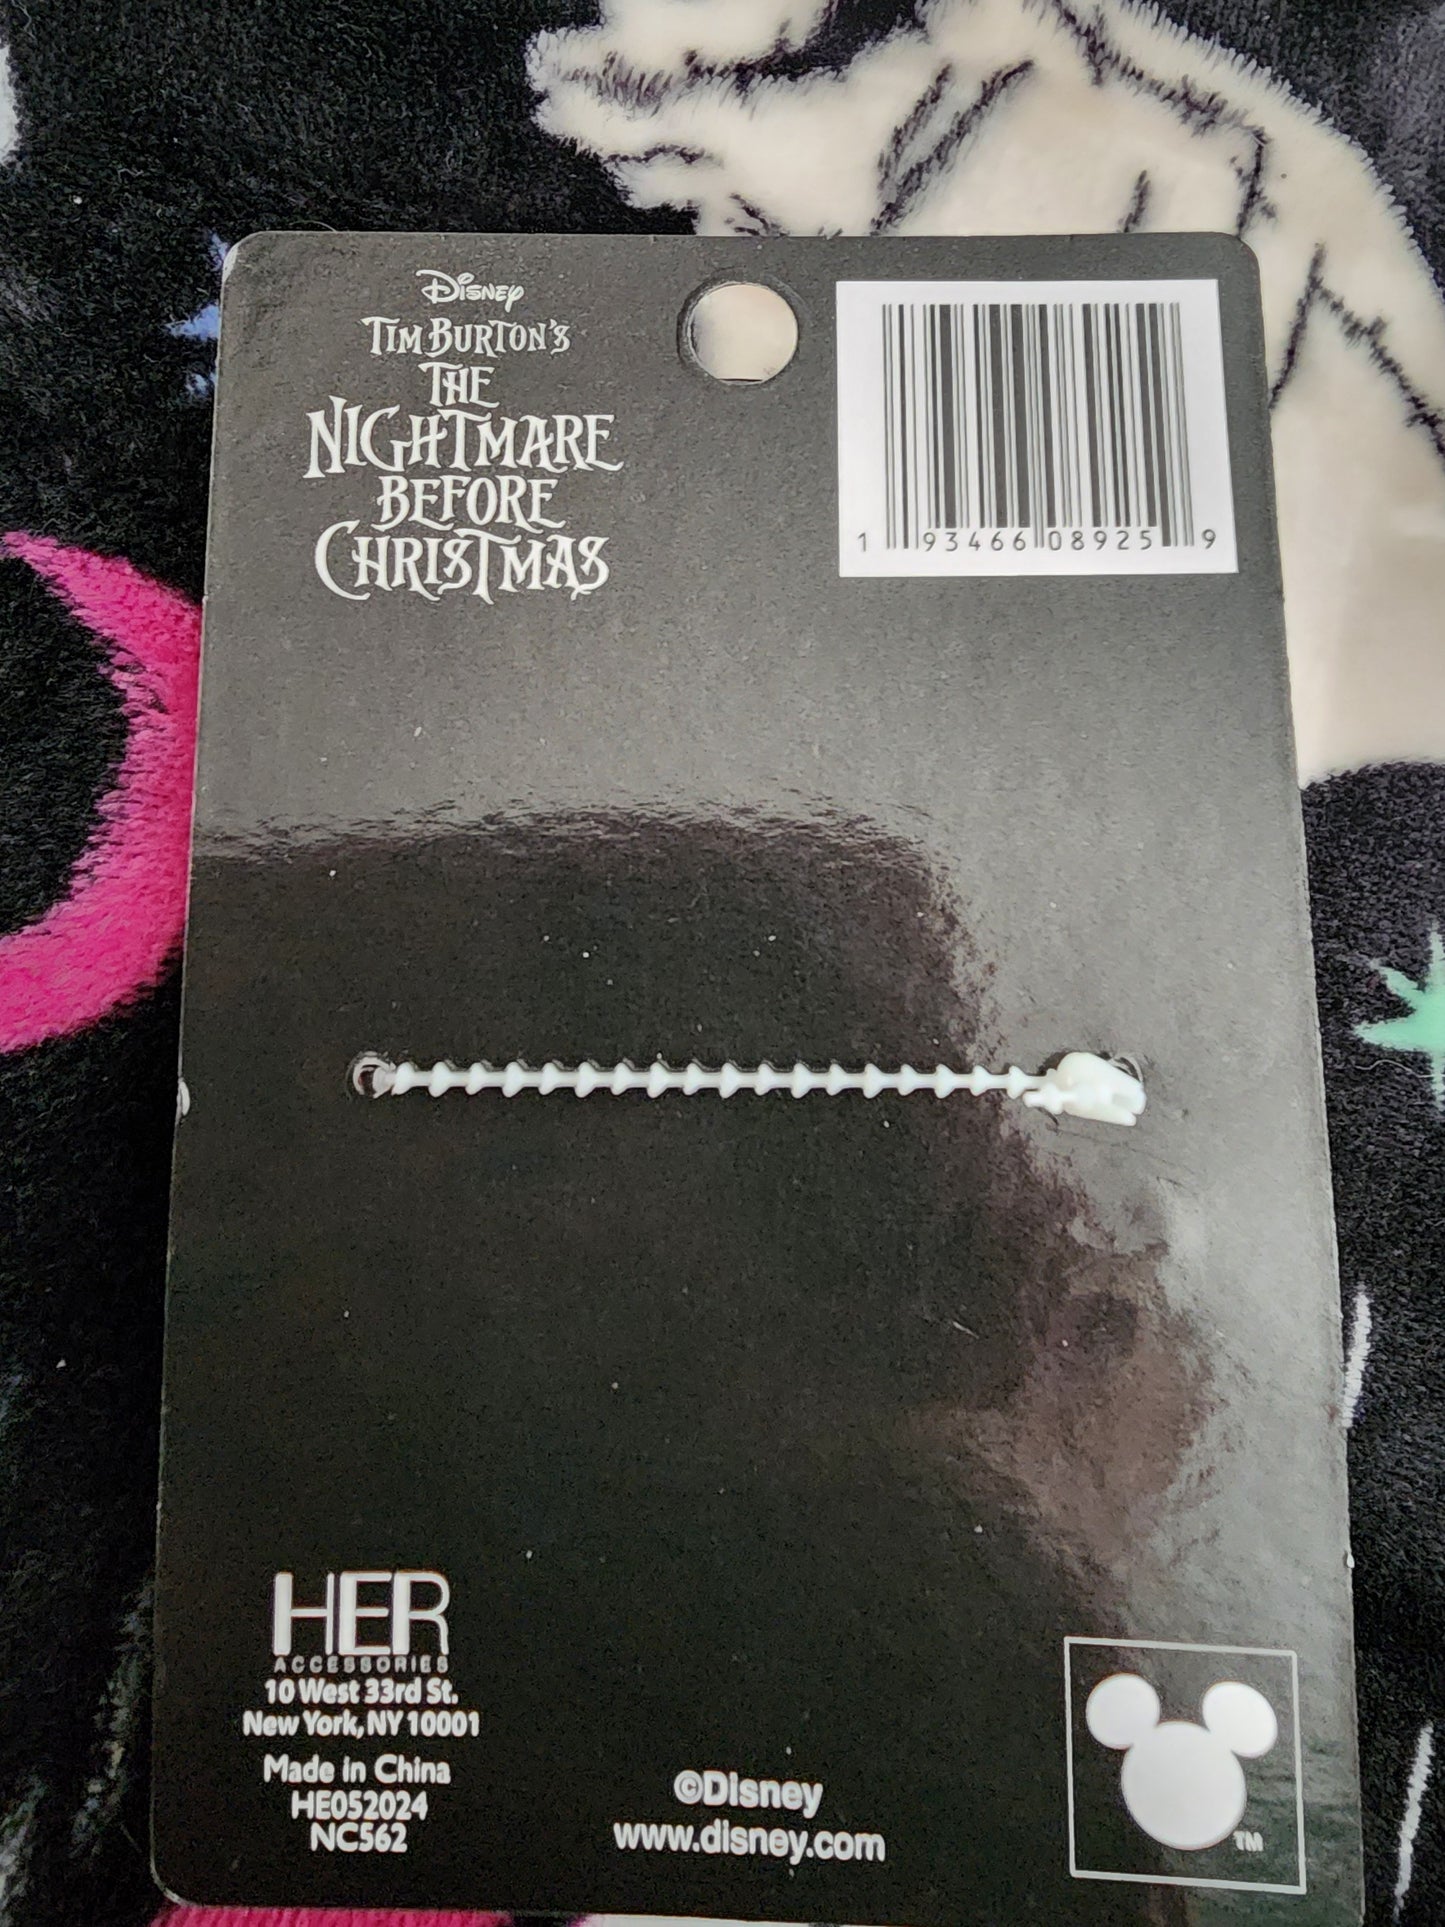 Disney
TIM BURTON'S
THE
NIGHTMARE
BEFORE
CHRISTMAS
1 93466 08925 9
HER
ACCESSORIES
10 West 33rd St.
New York, NY 10001
Made in China
HE052024
NC562
©Disney
www.disney.com
TM